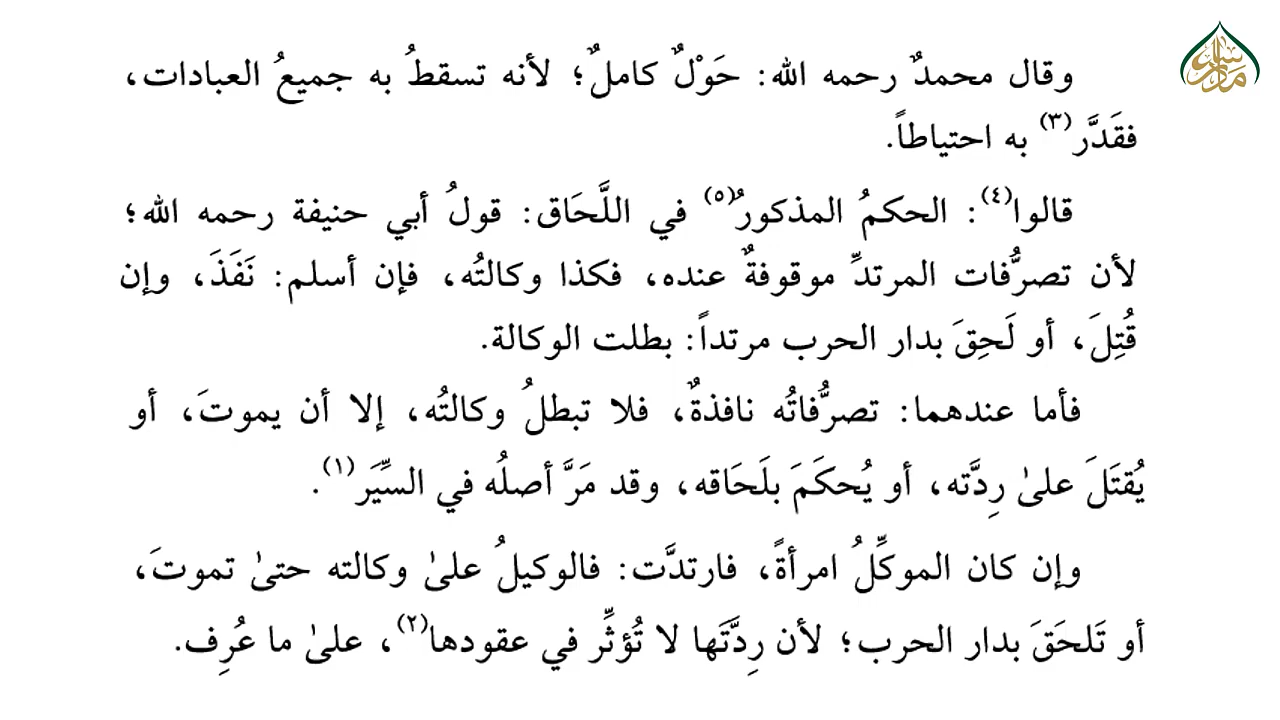 وقال محمدٌ رحمه الله: حَوْلٌ كاملٌ؛ لأنه تسقطُ به جميعُ العبادات،
فقَدَّر(٣) به احتياطاً.
قالوا(٤): الحكمُ المذكورُ(٥) في اللَّحَاق: قولُ أبي حنيفة رحمه الله؛
لأن تصرُّفات المرتدِّ موقوفةٌ عنده، فكذا وكالتُه، فإن أسلم: نَفَذَ، وإن
قُتِلَ، أو لَحِقَ بدار الحرب مرتداً: بطلت الوكالة.
فأما عندهما: تصرُّفاتُه نافذةٌ، فلا تبطلُ وكالتُه، إلا أن يموتَ، أو
يُقتَلَ علىٰ رِدَّته، أو يُحكَمَ بلَحَاقه، وقد مَرَّ أصلُه في السِّيَر(١).
وإن كان الموكِّلُ امرأةً، فارتدَّت: فالوكيلُ علىٰ وكالته حتىٰ تموتَ،
أو تَلحَقَ بدار الحرب؛ لأن رِدَّتَها لا تُؤثِّر في عقودها(٢)، علىٰ ما عُرِف.